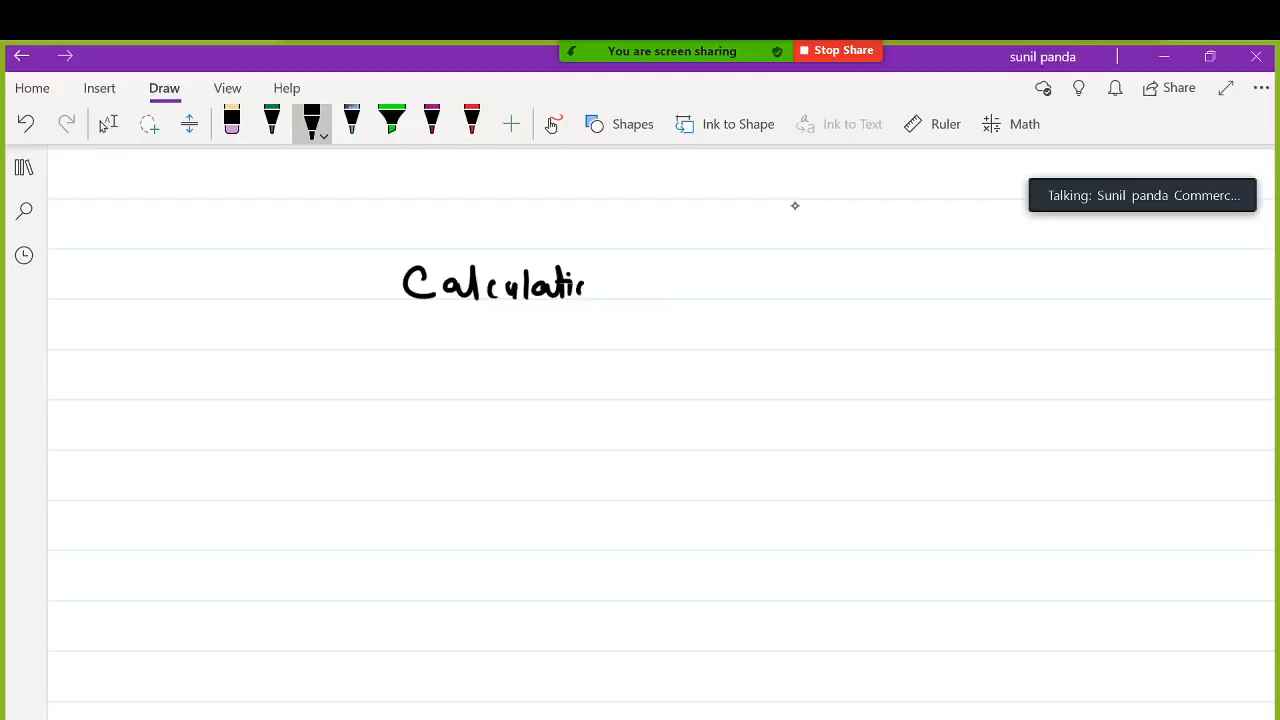 You are screen sharing
Stop Share
sunil panda
Home Insert Draw View Help
Share
Shapes Ink to Shape Ink to Text Ruler Math
Talking: Sunil panda Commerc...
Calculatic